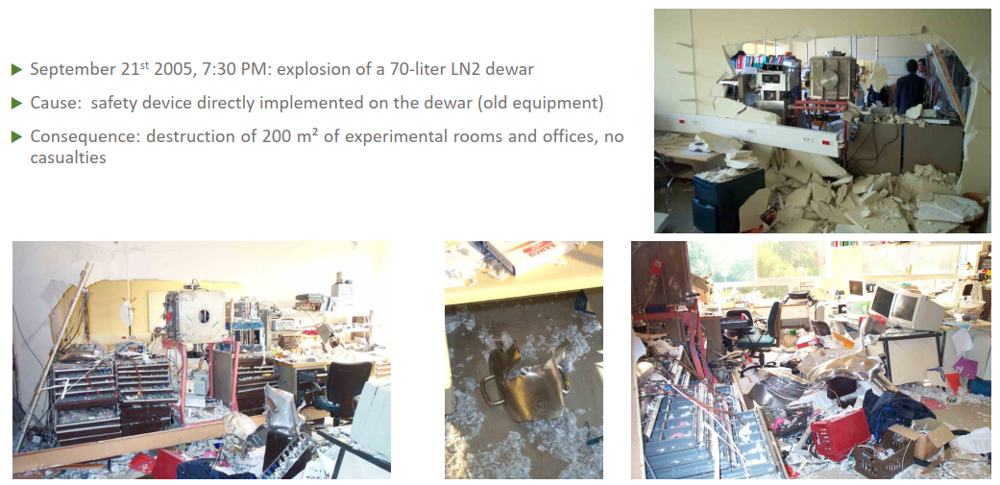 September 21st 2005, 7:30 PM: explosion of a 70-liter LN2 dewar
Cause: safety device directly implemented on the dewar (old equipment)
Consequence: destruction of 200 m² of experimental rooms and offices, no
casualties